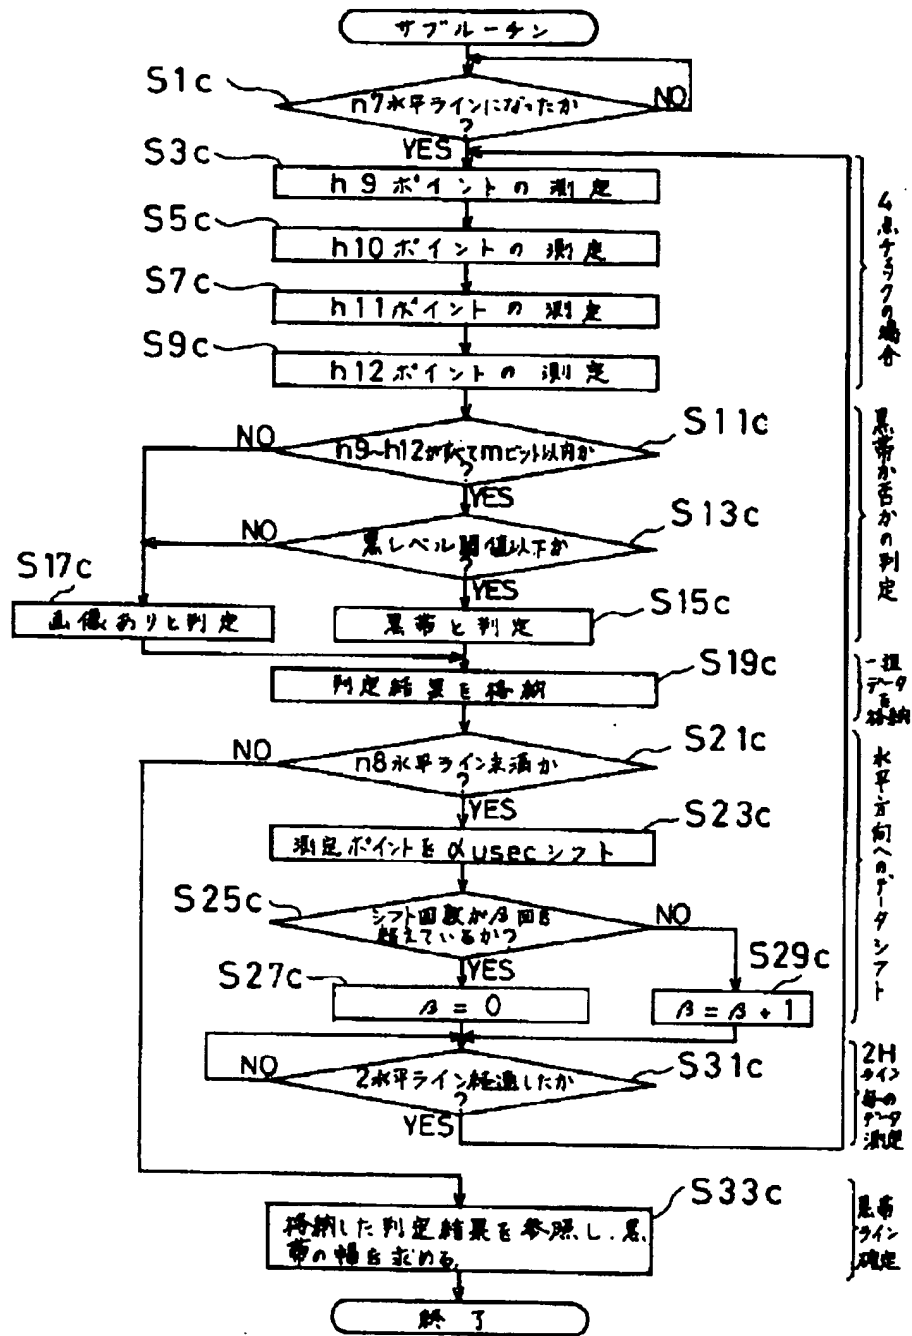 サブルーチン
S1c
n7水平ラインになったか
?
NO
YES
S3c
h9ポイントの測定
S5c
h10ポイントの測定
S7c
h11ポイントの測定
S9c
h12ポイントの測定
4点チェックの場合
S11c
h9~h12がすべてmビット以内か
?
NO
YES
S13c
黒レベル閾値以下か
?
NO
YES
S17c
画像ありと判定
S15c
黒帯と判定
黒帯か否かの判定
S19c
判定結果を格納
一担
データ
を
格納
S21c
n8水平ライン未満か
?
NO
YES
S23c
測定ポイントをαusecシフト
S25c
シフト回数がβ回を
超えているか?
NO
YES
S27c
β=0
S29c
β=β+1
水平方向へのデータシフト
S31c
2水平ライン経過したか
?
NO
YES
2H
ライン
毎の
データ
測定
S33c
格納した判定結果を参照し、黒
帯の幅を求める
黒帯
ライン
確定
終了